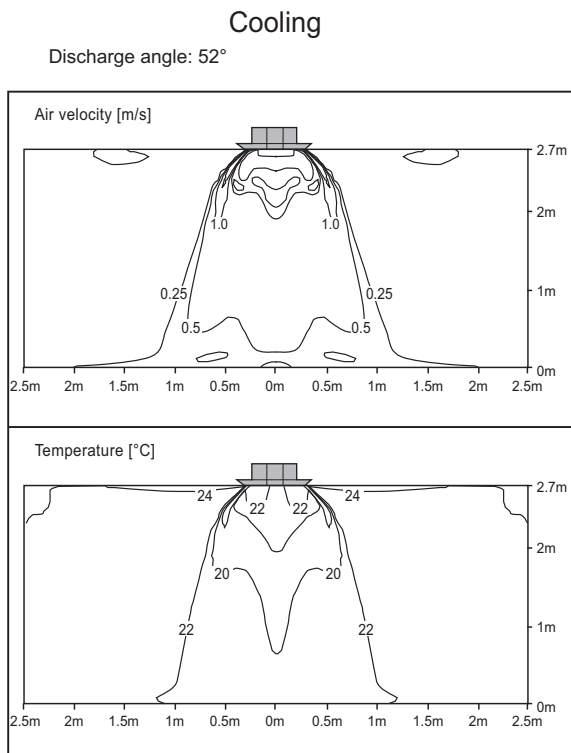 Cooling
Discharge angle: 52°
Air velocity [m/s]
2.7m
2m
1.0 1.0
0.25 0.25
1m
0.5 0.5
0m
2.5m 2m 1.5m 1m 0.5m 0m 0.5m 1m 1.5m 2m 2.5m
Temperature [°C]
2.7m
24 24
22 22
2m
20 20
22 22
1m
0m
2.5m 2m 1.5m 1m 0.5m 0m 0.5m 1m 1.5m 2m 2.5m